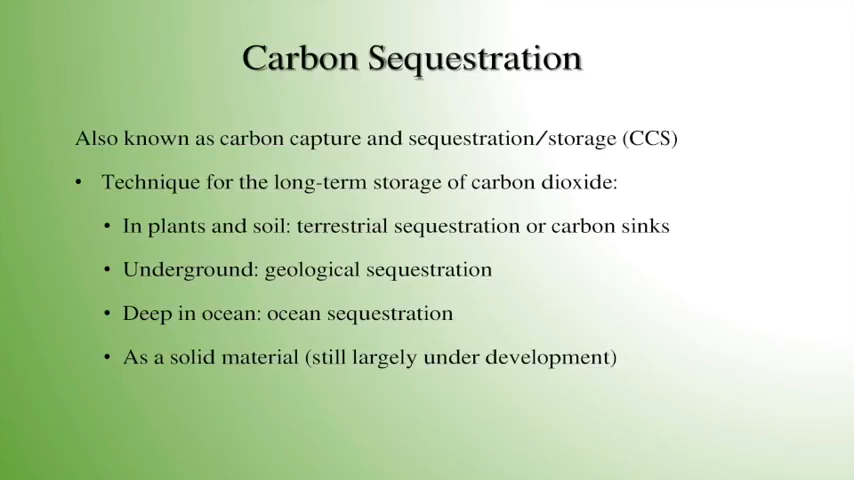 Carbon Sequestration
Also known as carbon capture and sequestration/storage (CCS)
• Technique for the long-term storage of carbon dioxide:
• In plants and soil: terrestrial sequestration or carbon sinks
• Underground: geological sequestration
• Deep in ocean: ocean sequestration
• As a solid material (still largely under development)